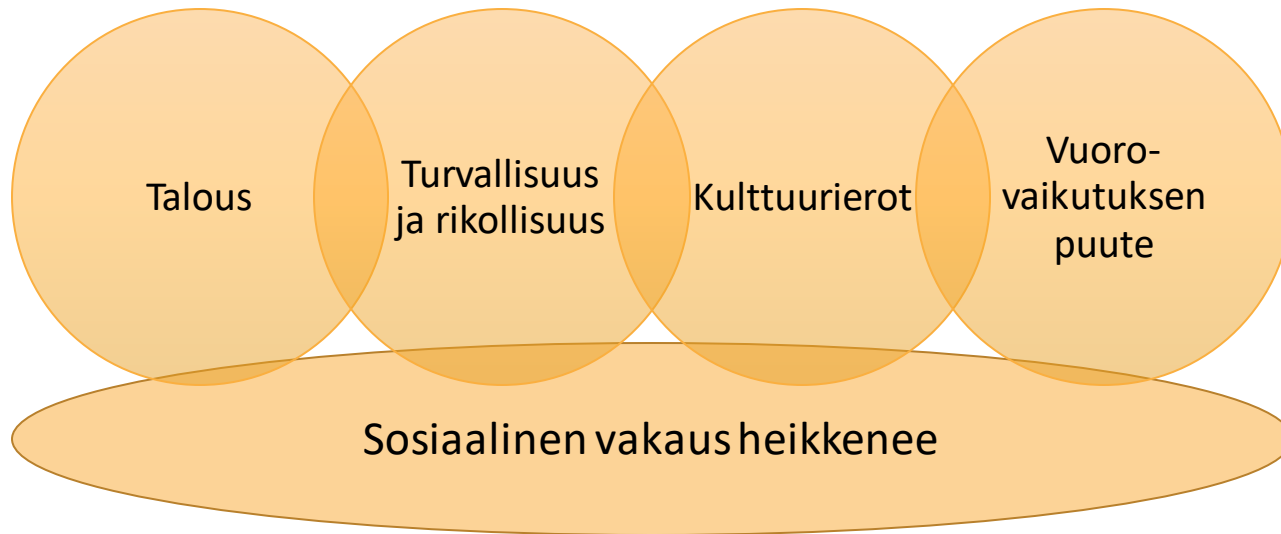 Talous
Turvallisuus
ja rikollisuus
Kulttuurierot
Vuoro-
vaikutuksen
puute
Sosiaalinen vakaus heikkenee